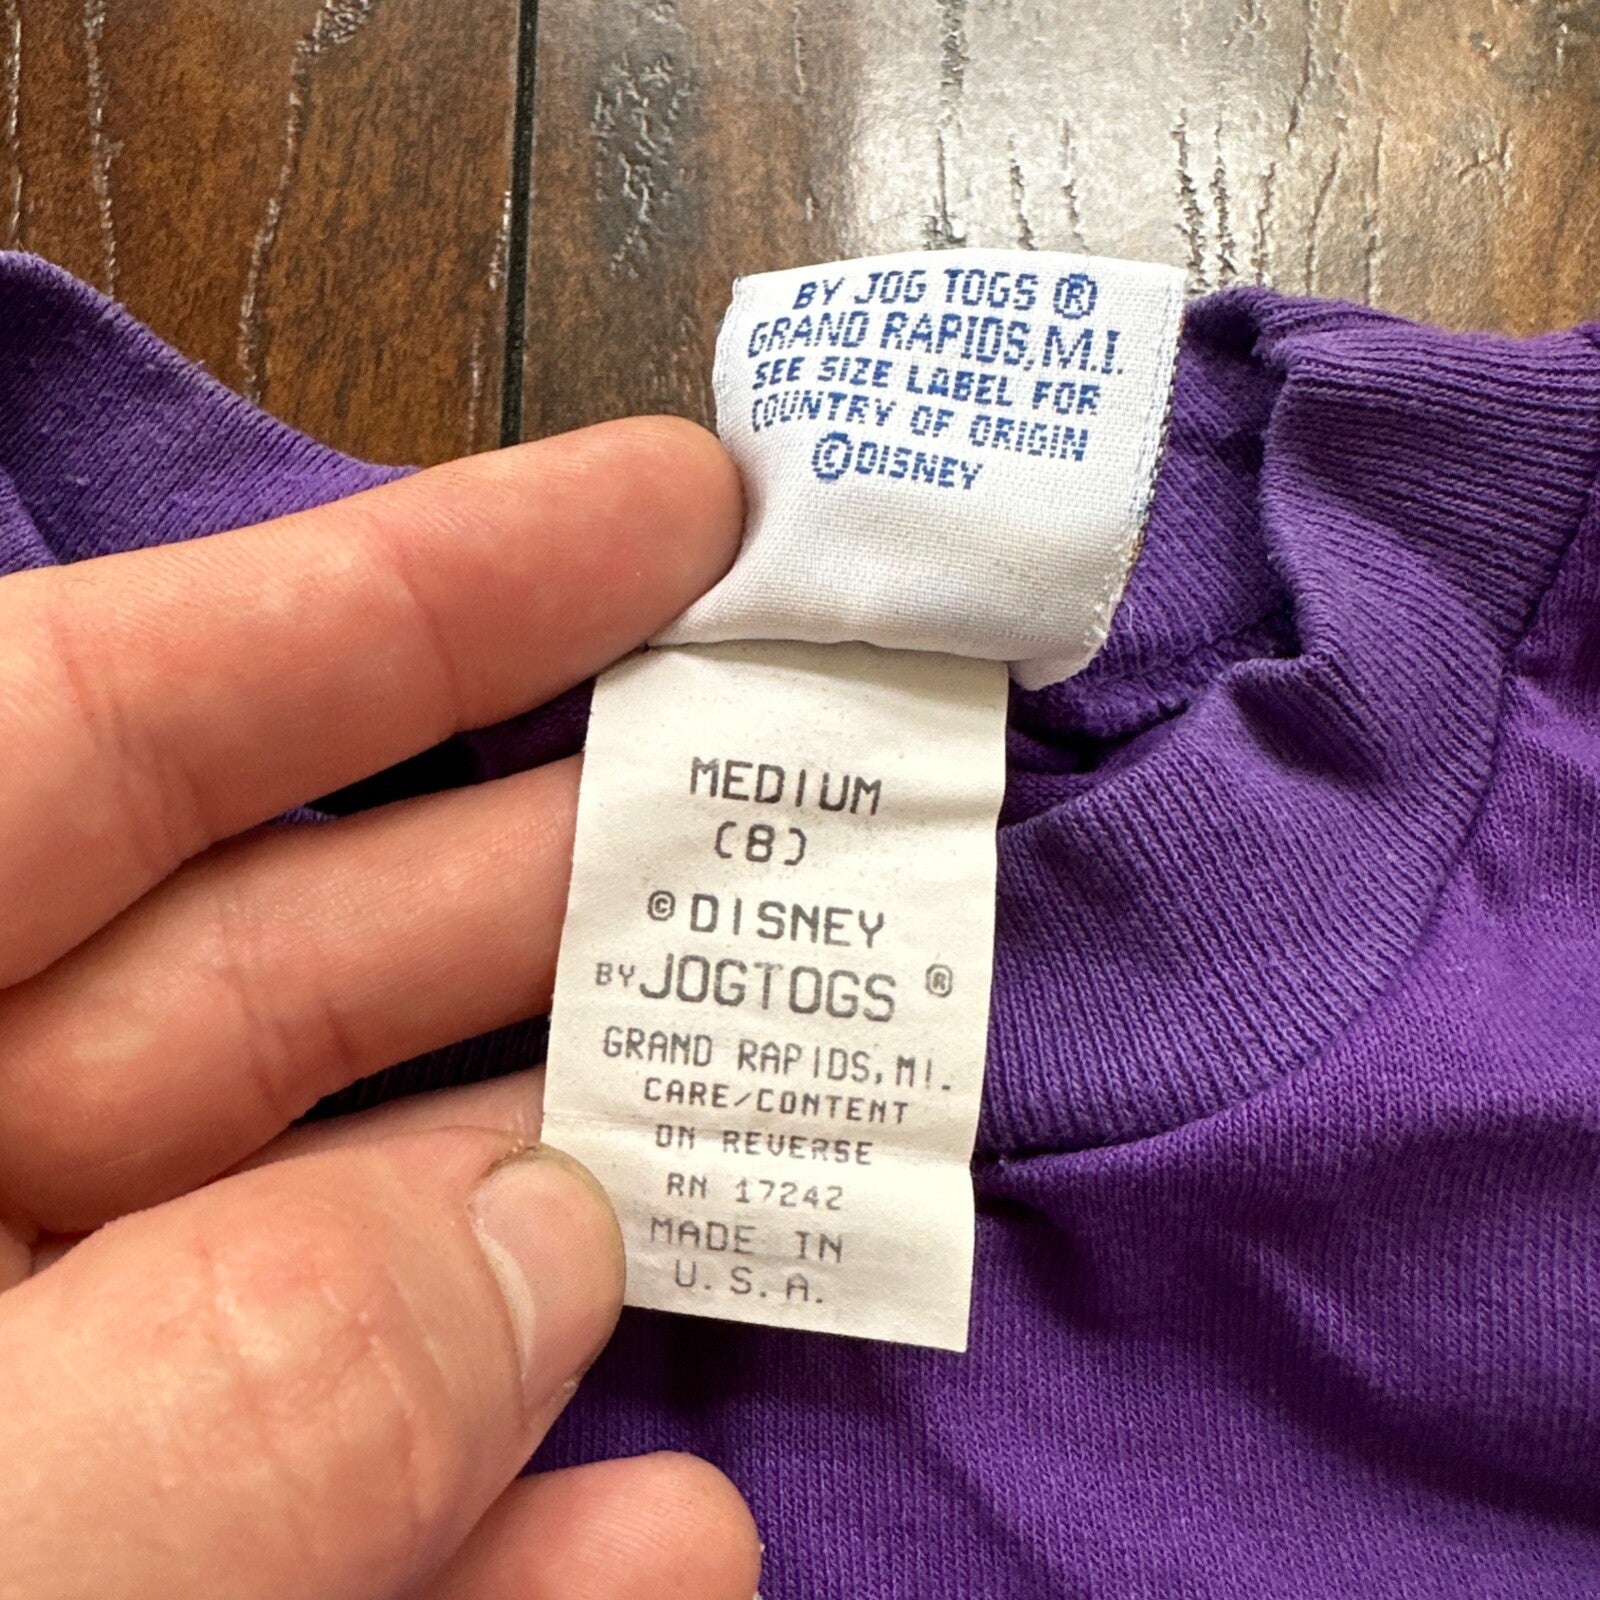 BY JOG TOGS ®
GRAND RAPIDS, M.I.
SEE SIZE LABEL FOR
COUNTRY OF ORIGIN
©DISNEY
MEDIUM
(8)
© DISNEY
BY JOGTOGS ®
GRAND RAPIDS, MI.
CARE/CONTENT
ON REVERSE
RN 17242
MADE IN
U.S.A.